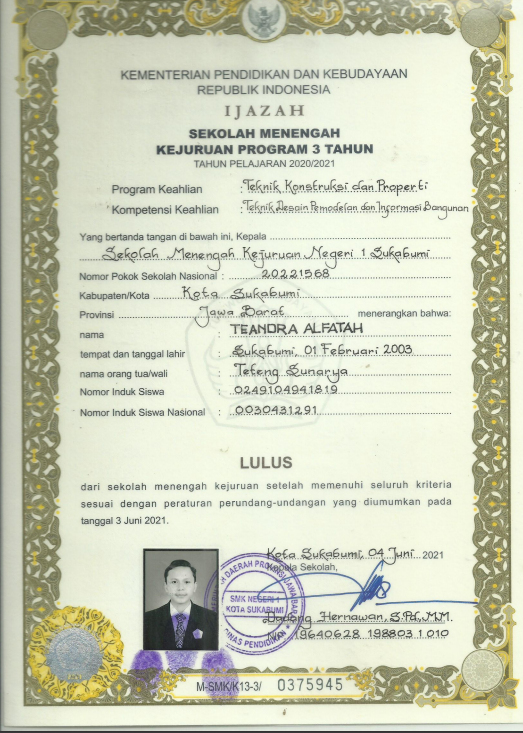 KEMENTERIAN PENDIDIKAN DAN KEBUDAYAAN
REPUBLIK INDONESIA
IJAZAH
SEKOLAH MENENGAH
KEJURUAN PROGRAM 3 TAHUN
TAHUN PELAJARAN 2020/2021
Program Keahlian : Teknik Konstruksi dan Properti
Kompetensi Keahlian : Teknik Desain Pemodelan dan Informasi Bangunan
Yang bertanda tangan di bawah ini, Kepala
Sekolah Menengah Kejuruan Negeri 1 Sukabumi
Nomor Pokok Sekolah Nasional : 20221568
Kabupaten/Kota Kota Sukabumi
Provinsi Jawa Barat menerangkan bahwa:
nama : TEANDRA ALFATAH
tempat dan tanggal lahir : Sukabumi, 01 Februari 2003
nama orang tua/wali : Teteng Sunarya
Nomor Induk Siswa : 0249104941819
Nomor Induk Siswa Nasional : 0030431291
LULUS
dari sekolah menengah kejuruan setelah memenuhi seluruh kriteria
sesuai dengan peraturan perundang-undangan yang diumumkan pada
tanggal 3 Juni 2021.
Kota Sukabumi, 04 Juni 2021
Kepala Sekolah,
DAERAH PROVINSI JAWA BARAT
SMK NEGERI 1
KOTA SUKABUMI
DINAS PENDIDIKAN
Dadang Hernawan, S.Pd, M.M.
19640628 198803 1 010
M-SMK/K13-3/ 0375945